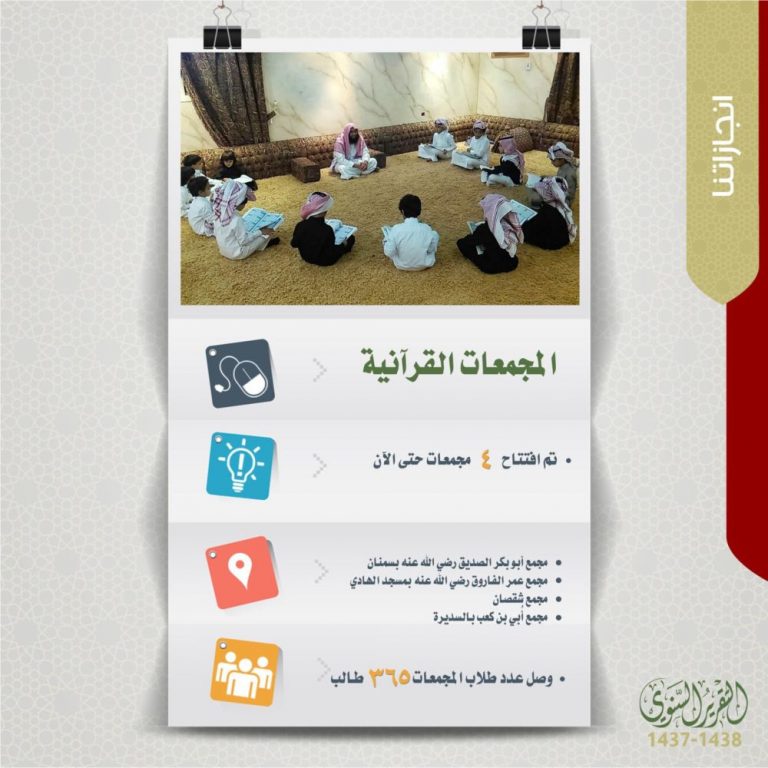 انجازاتنا
المجمعات القرآنية
• تم افتتاح ٤ مجمعات حتى الآن
• مجمع أبو بكر الصديق رضي الله عنه بسمنان
• مجمع عمر الفاروق رضي الله عنه بمسجد الهادي
• مجمع شقصان
• مجمع أبي بن كعب بالسديرة
• وصل عدد طلاب المجمعات ٣٦٥ طالب
التقرير السنوي
1437-1438